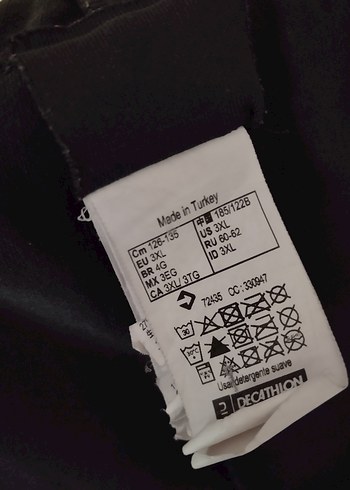 Made in Turkey
Cm 126-135
EU 3XL
BR 4G
MX 3EG
CA 3XL/3TG
中国 185/122B
US 3XL
RU 60-62
ID 3XL
72435 CC:330947
30
Usar detergente suave
DECATHLON